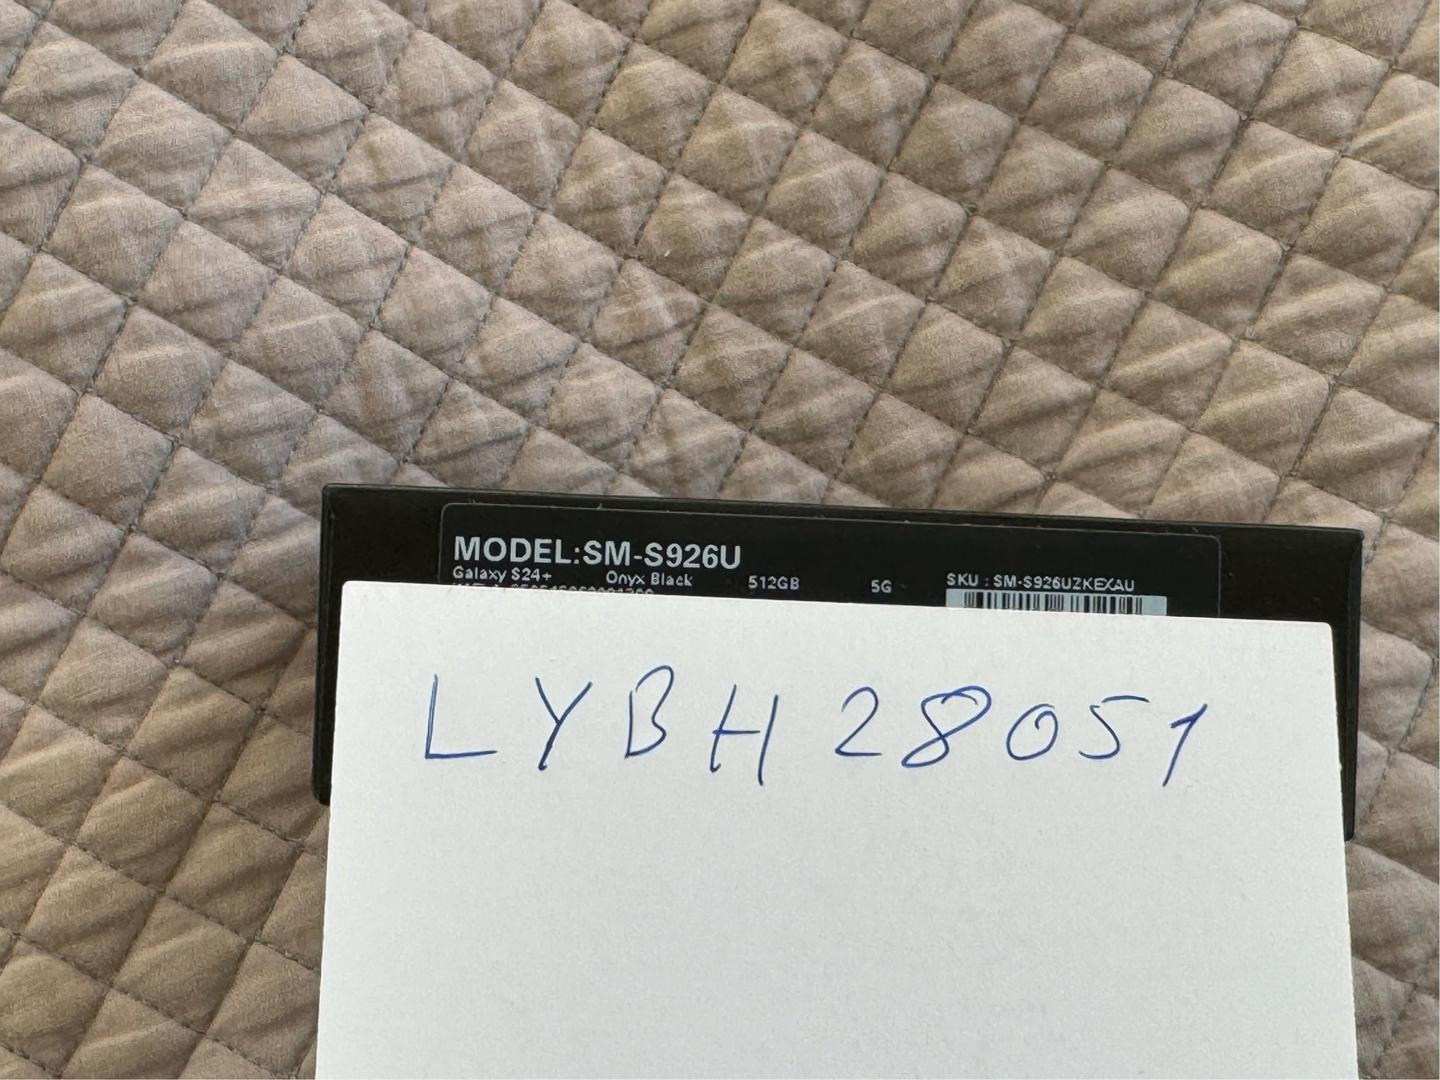 MODEL:SM-S926U
Galaxy S24+ Onyx Black 512GB 5G SKU : SM-S926UZKEXAU
LYBH28051